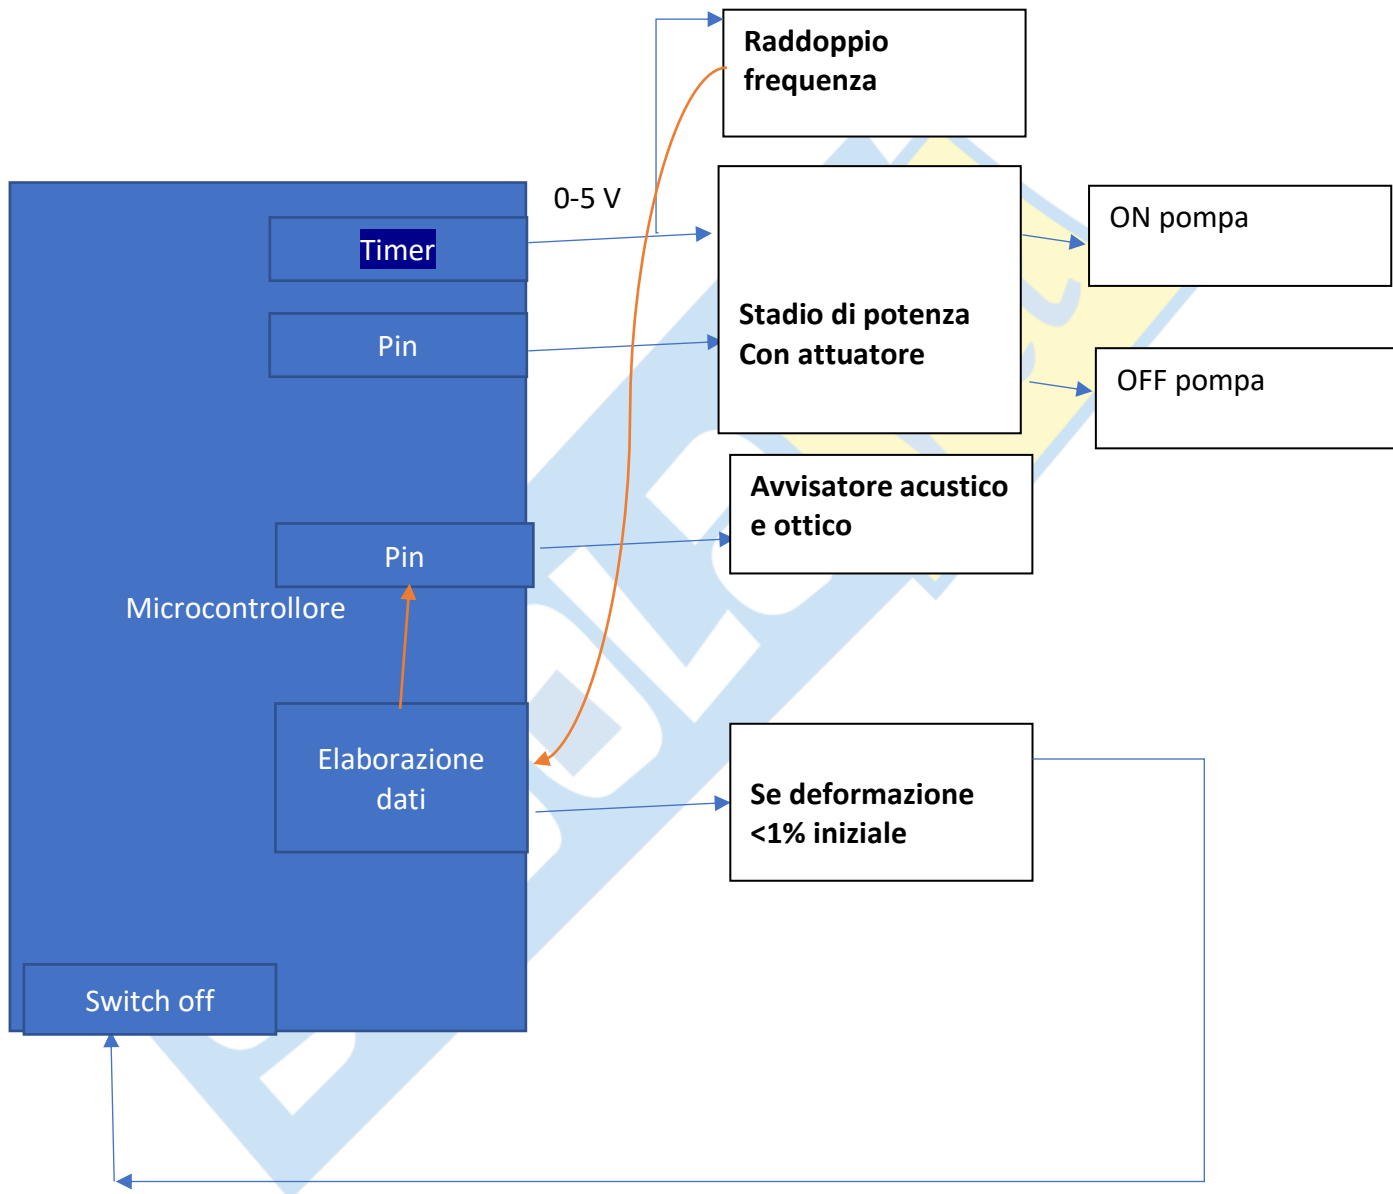 Raddoppio
frequenza
0-5 V
Timer
ON pompa
Pin
Stadio di potenza
Con attuatore
OFF pompa
Avvisatore acustico
e ottico
Pin
Microcontrollore
Elaborazione
dati
Se deformazione
<1% iniziale
Switch off